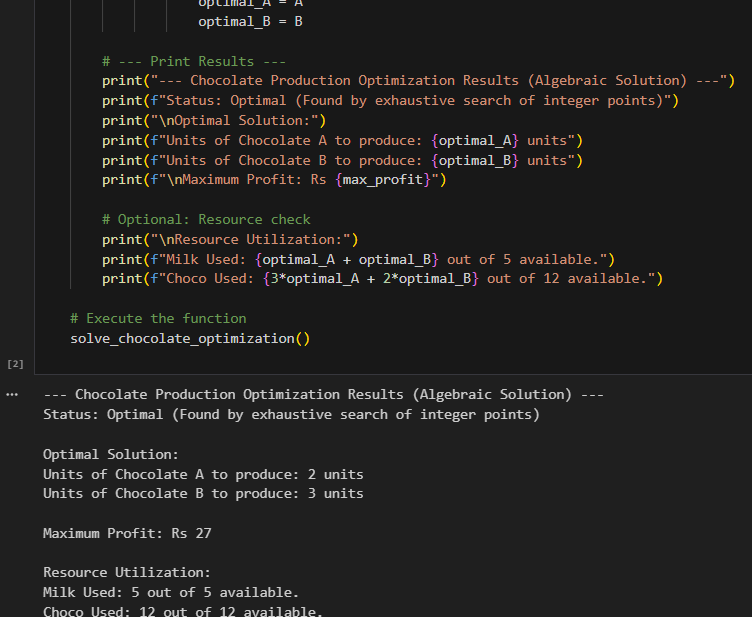 optimal_A = A
optimal_B = B
# --- Print Results ---
print("--- Chocolate Production Optimization Results (Algebraic Solution) ---")
print(f"Status: Optimal (Found by exhaustive search of integer points)")
print("\nOptimal Solution:")
print(f"Units of Chocolate A to produce: {optimal_A} units")
print(f"Units of Chocolate B to produce: {optimal_B} units")
print(f"\nMaximum Profit: Rs {max_profit}")
# Optional: Resource check
print("\nResource Utilization:")
print(f"Milk Used: {optimal_A + optimal_B} out of 5 available.")
print(f"Choco Used: {3*optimal_A + 2*optimal_B} out of 12 available.")
# Execute the function
solve_chocolate_optimization()
[2]
... --- Chocolate Production Optimization Results (Algebraic Solution) ---
Status: Optimal (Found by exhaustive search of integer points)
Optimal Solution:
Units of Chocolate A to produce: 2 units
Units of Chocolate B to produce: 3 units
Maximum Profit: Rs 27
Resource Utilization:
Milk Used: 5 out of 5 available.
Choco Used: 12 out of 12 available.